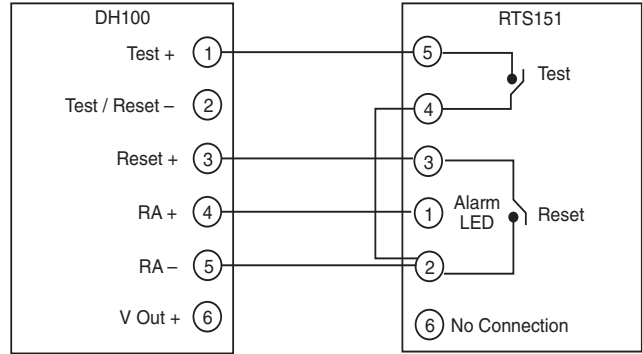 DH100
RTS151
Test + 1
5
Test
Test / Reset – 2
4
Reset + 3
3
RA + 4
1 Alarm
LED
Reset
RA – 5
2
V Out + 6
6 No Connection